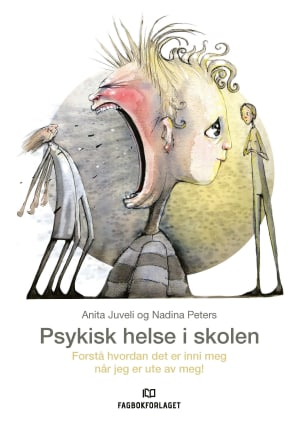 Anita Juveli og Nadina Peters
Psykisk helse i skolen
Forstå hvordan det er inni meg
når jeg er ute av meg!
FAGBOKFORLAGET